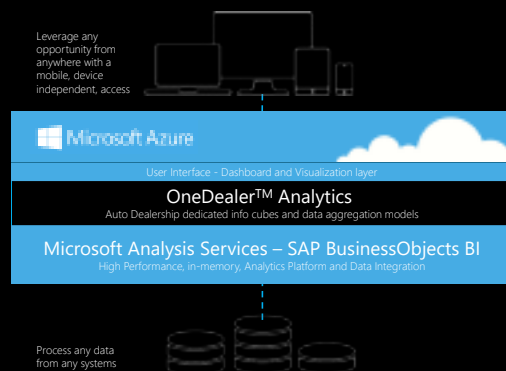 Leverage any
opportunity from
anywhere with a
mobile, device
independent, access
Microsoft Azure
User Interface - Dashboard and Visualization layer
OneDealer™ Analytics
Auto Dealership dedicated info cubes and data aggregation models
Microsoft Analysis Services – SAP BusinessObjects BI
High Performance, in-memory, Analytics Platform and Data Integration
Process any data
from any systems